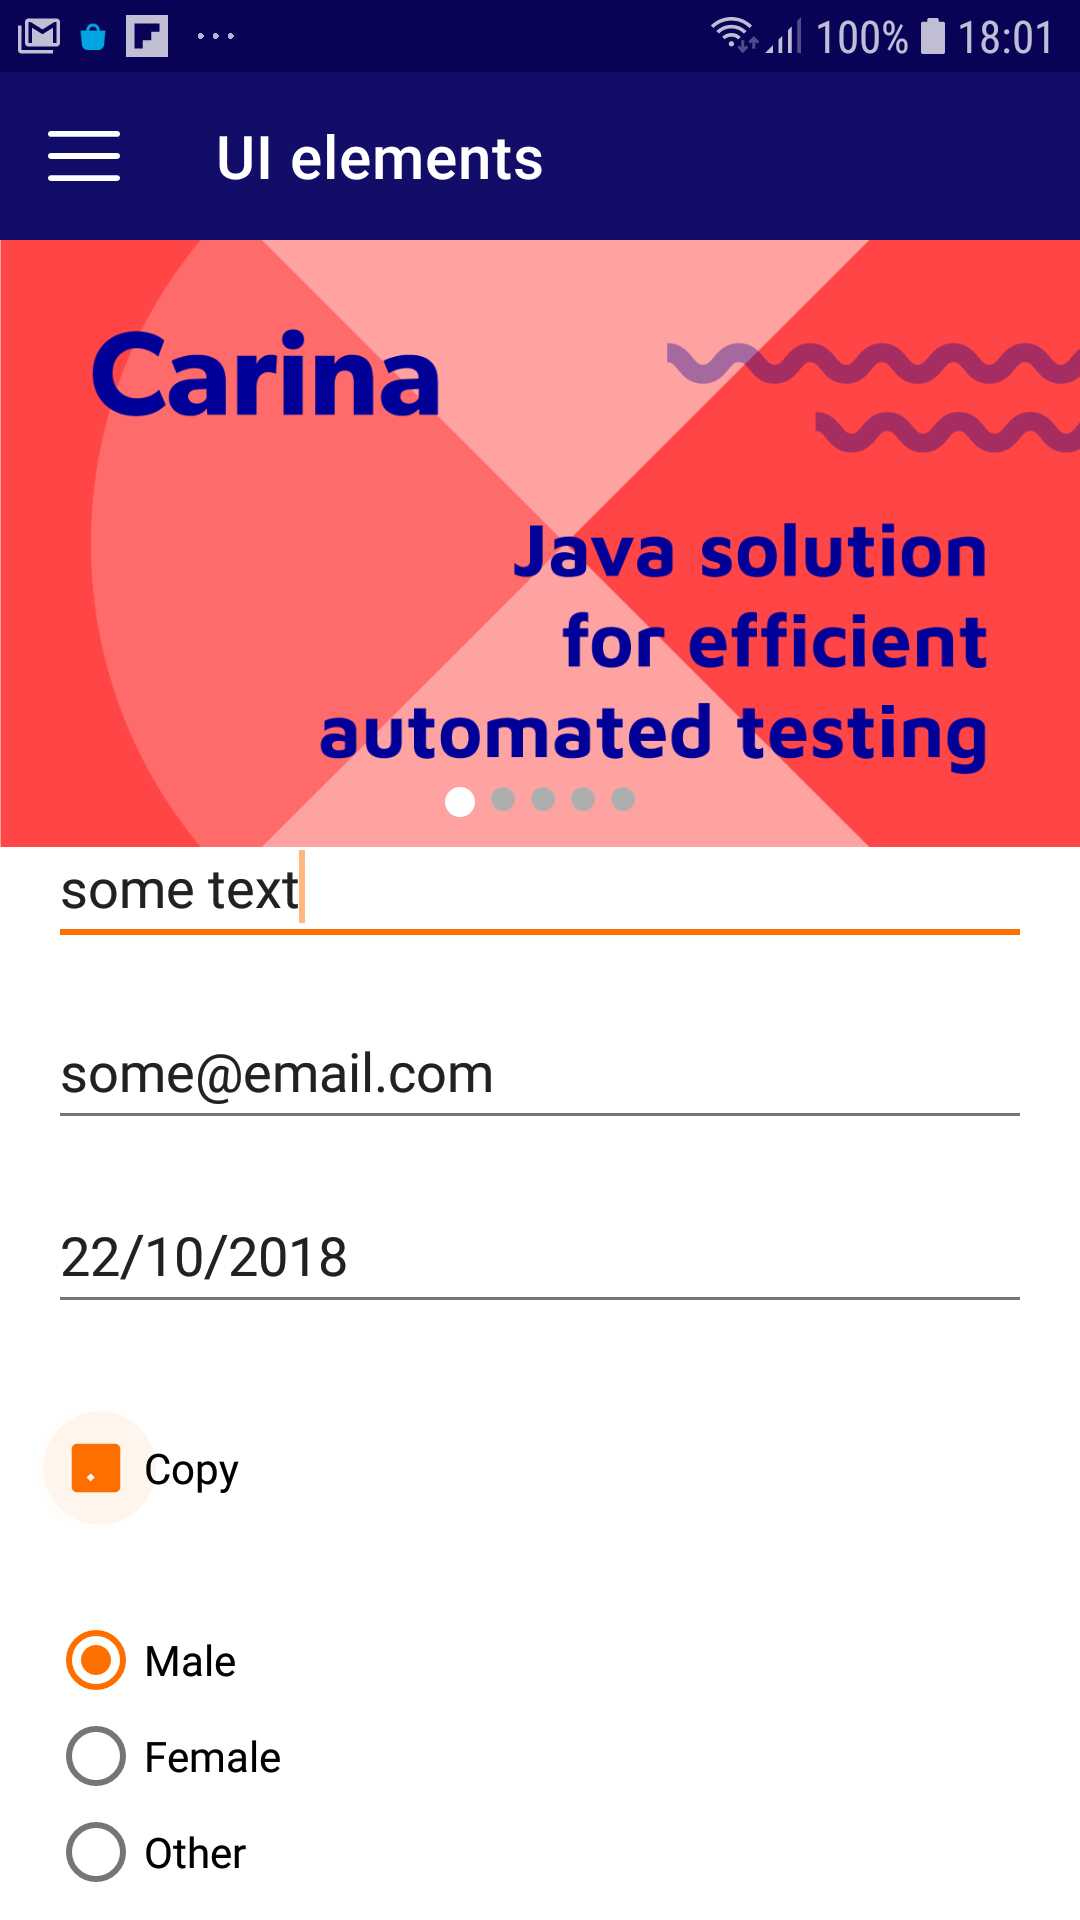 100% 18:01
UI elements
Carina
Java solution
for efficient
automated testing
some text
some@email.com
22/10/2018
Copy
Male
Female
Other